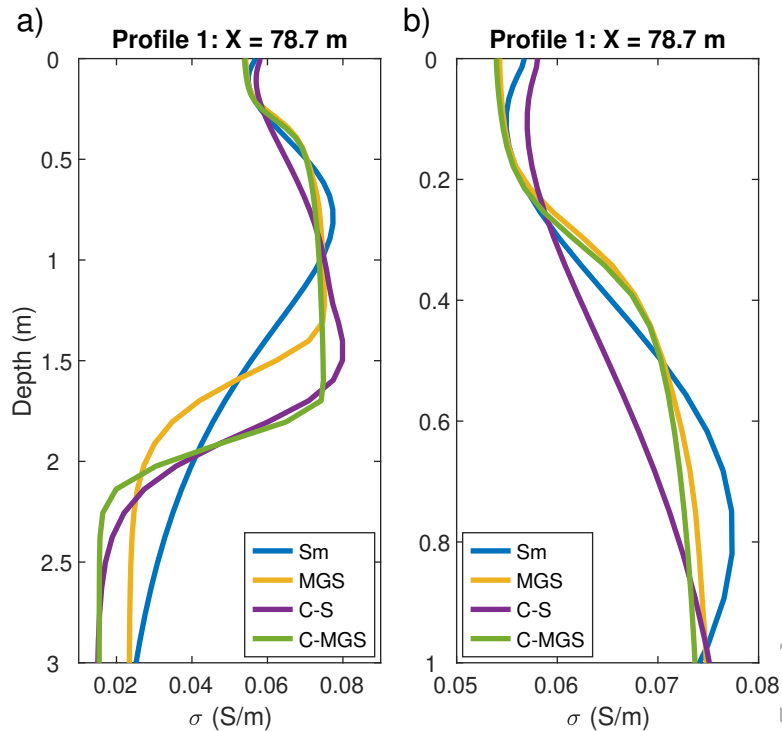 a)
Profile 1: X = 78.7 m
0
0.5
1
1.5
2
2.5
3
Depth (m)
0.02
0.04
0.06
0.08
σ (S/m)
Sm
MGS
C-S
C-MGS
b)
Profile 1: X = 78.7 m
0
0.2
0.4
0.6
0.8
1
0.05
0.06
0.07
0.08
σ (S/m)
Sm
MGS
C-S
C-MGS